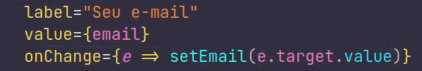 label="Seu e-mail"
value={email}
onChange={e => setEmail(e.target.value)}